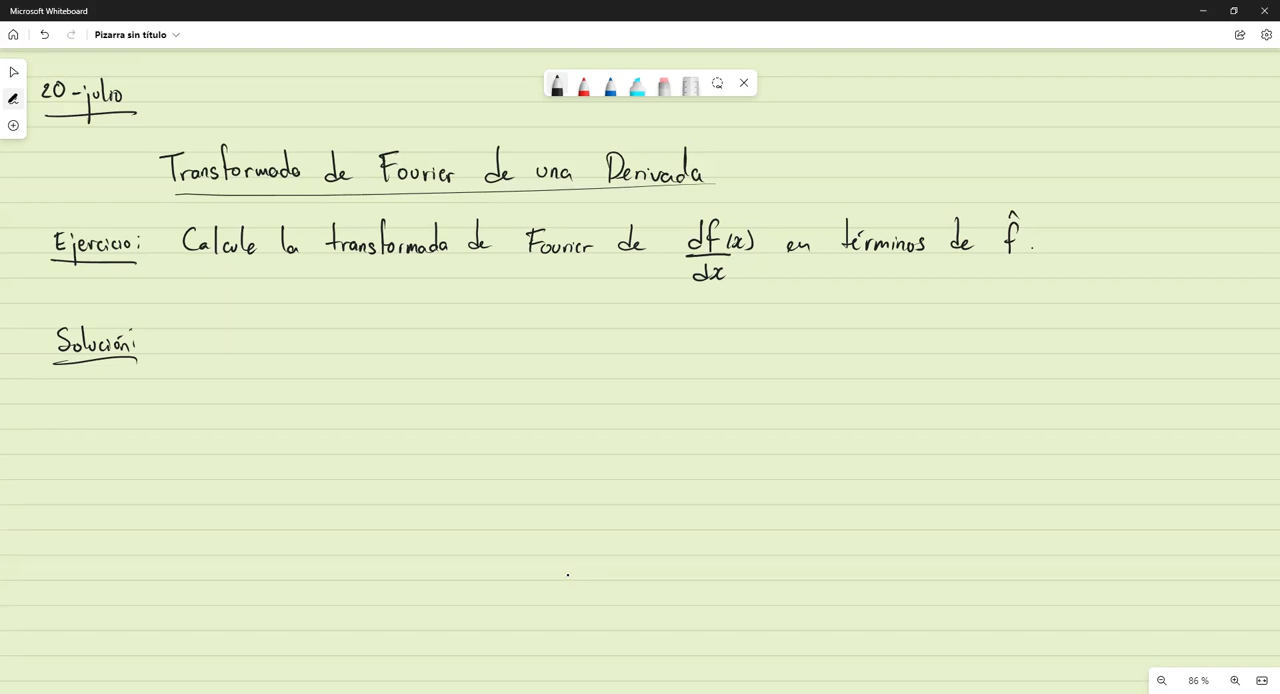 Microsoft Whiteboard
Pizarra sin título
20-julio
Transformada de Fourier de una Derivada
Ejercicio: Calcule la transformada de Fourier de df(x)/dx en términos de f̂.
Solución:
86 %